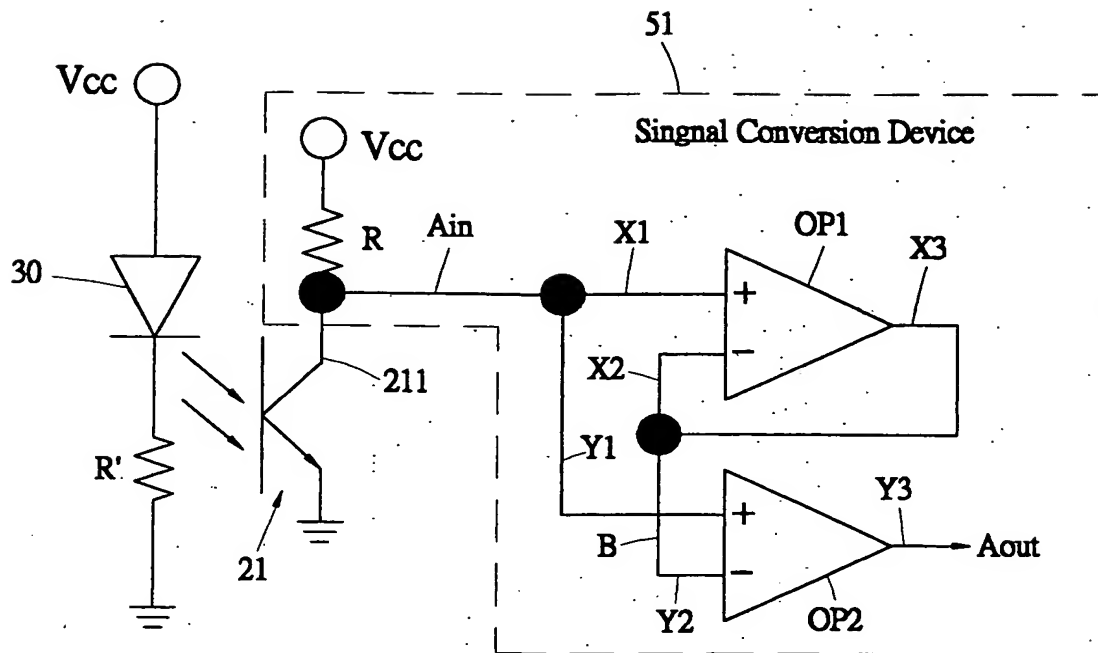 51
Vcc
Vcc
Singnal Conversion Device
R
Ain
X1
OP1
X3
30
+
−
211
X2
R'
Y1
21
B
+
−
Y3
Aout
Y2
OP2